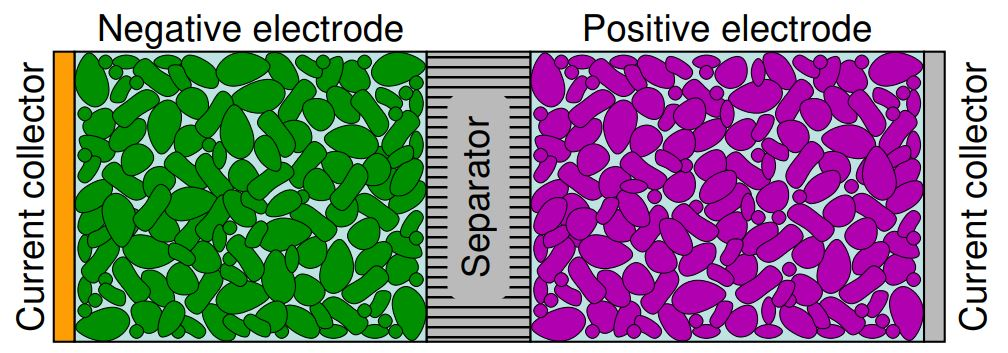 Negative electrode
Positive electrode
Current collector
Separator
Current collector